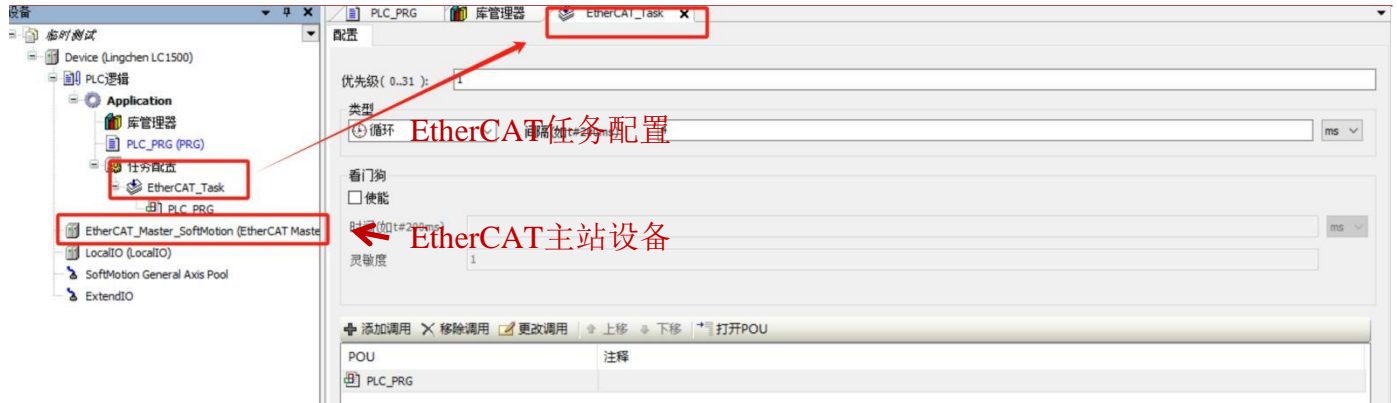 设备
临时测试
Device (Lingchen LC1500)
PLC逻辑
Application
库管理器
PLC_PRG (PRG)
任务配置
EtherCAT_Task
PLC_PRG
EtherCAT_Master_SoftMotion (EtherCAT Maste
LocalIO (LocalIO)
SoftMotion General Axis Pool
ExtendIO
PLC_PRG 库管理器 EtherCAT_Task
配置
优先级( 0..31 ): 1
类型
循环 间隔(如t#200ms) 4 ms
EtherCAT任务配置
看门狗
使能
时间(如t#200ms) ms
EtherCAT主站设备
灵敏度 1
添加调用 移除调用 更改调用 上移 下移 打开POU
POU 注释
PLC_PRG